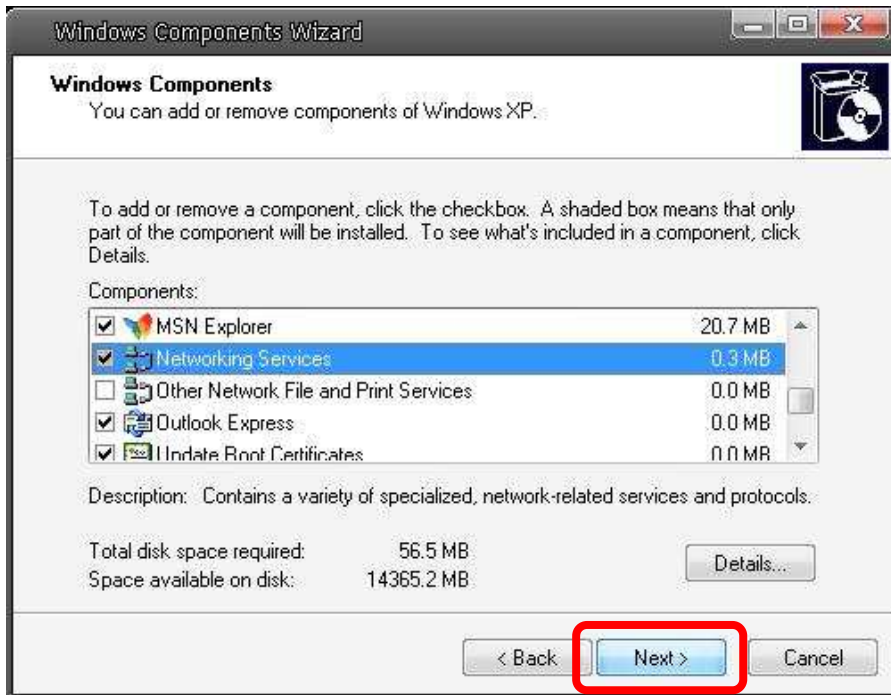 Windows Components Wizard
Windows Components
You can add or remove components of Windows XP.
To add or remove a component, click the checkbox. A shaded box means that only
part of the component will be installed. To see what's included in a component, click
Details.
Components:
MSN Explorer 20.7 MB
Networking Services 0.3 MB
Other Network File and Print Services 0.0 MB
Outlook Express 0.0 MB
Update Root Certificates 0.0 MB
Description: Contains a variety of specialized, network-related services and protocols.
Total disk space required: 56.5 MB
Space available on disk: 14365.2 MB
Details...
< Back Next > Cancel